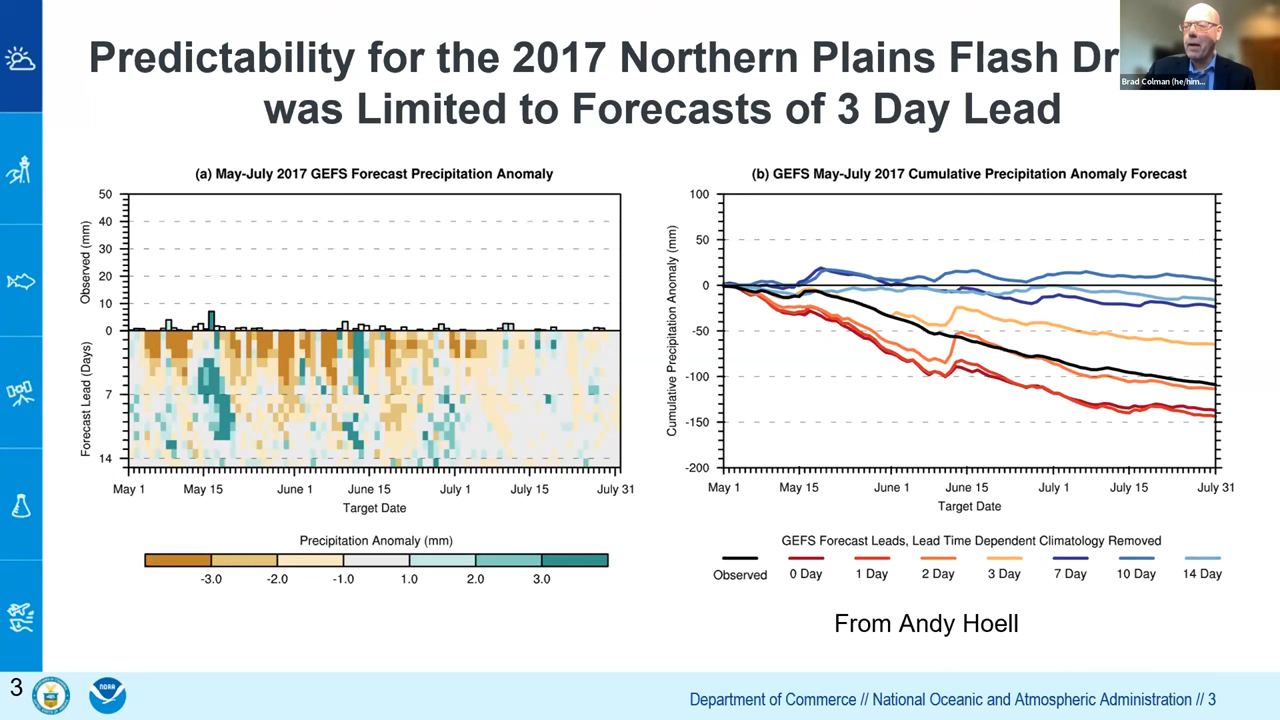 Predictability for the 2017 Northern Plains Flash Dr
was Limited to Forecasts of 3 Day Lead
Brad Colman (he/him...
(a) May-July 2017 GEFS Forecast Precipitation Anomaly
50
40
30
20
10
0
Observed (mm)
7
14
Forecast Lead (Days)
May 1 May 15 June 1 June 15 July 1 July 15 July 31
Target Date
Precipitation Anomaly (mm)
-3.0 -2.0 -1.0 1.0 2.0 3.0
(b) GEFS May-July 2017 Cumulative Precipitation Anomaly Forecast
100
50
0
-50
-100
-150
-200
Cumulative Precipitation Anomaly (mm)
May 1 May 15 June 1 June 15 July 1 July 15 July 31
Target Date
GEFS Forecast Leads, Lead Time Dependent Climatology Removed
Observed 0 Day 1 Day 2 Day 3 Day 7 Day 10 Day 14 Day
From Andy Hoell
3
NOAA
Department of Commerce // National Oceanic and Atmospheric Administration // 3